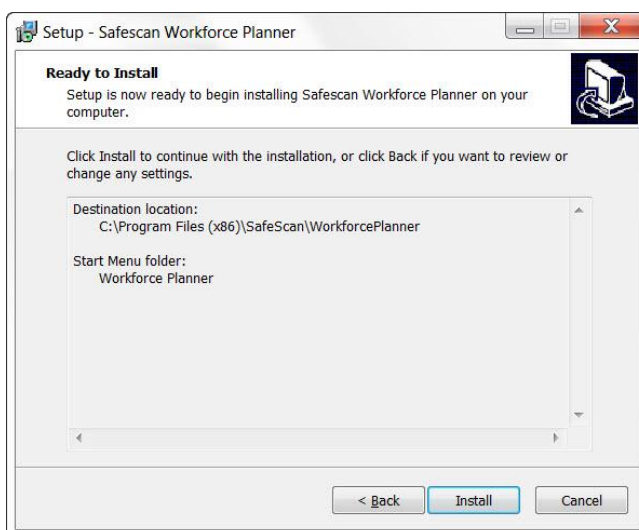 Setup - Safescan Workforce Planner
Ready to Install
Setup is now ready to begin installing Safescan Workforce Planner on your
computer.
Click Install to continue with the installation, or click Back if you want to review or
change any settings.
Destination location:
C:\Program Files (x86)\SafeScan\WorkforcePlanner
Start Menu folder:
Workforce Planner
< Back
Install
Cancel